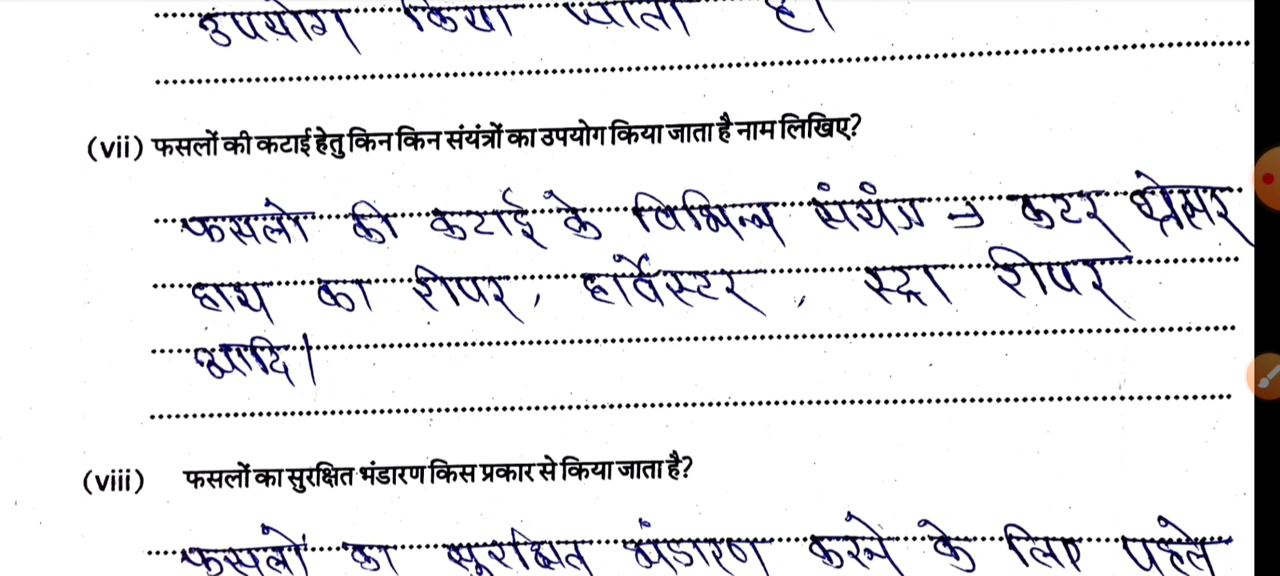 उपयोग किया जाता है।
(vii) फसलों की कटाई हेतु किन किन संयंत्रों का उपयोग किया जाता है नाम लिखिए?
फसलो की कटाई के विभिन्न संयंत्र → कटर थ्रेसर
हाथ का रीपर, हार्वेस्टर, स्ट्रा रीपर
आदि।
(viii) फसलों का सुरक्षित भंडारण किस प्रकार से किया जाता है?
फसलो का सुरक्षित भंडारण करने के लिए पहले